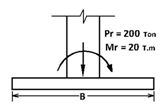 Pr = 200 Ton
Mr = 20 T.m
B